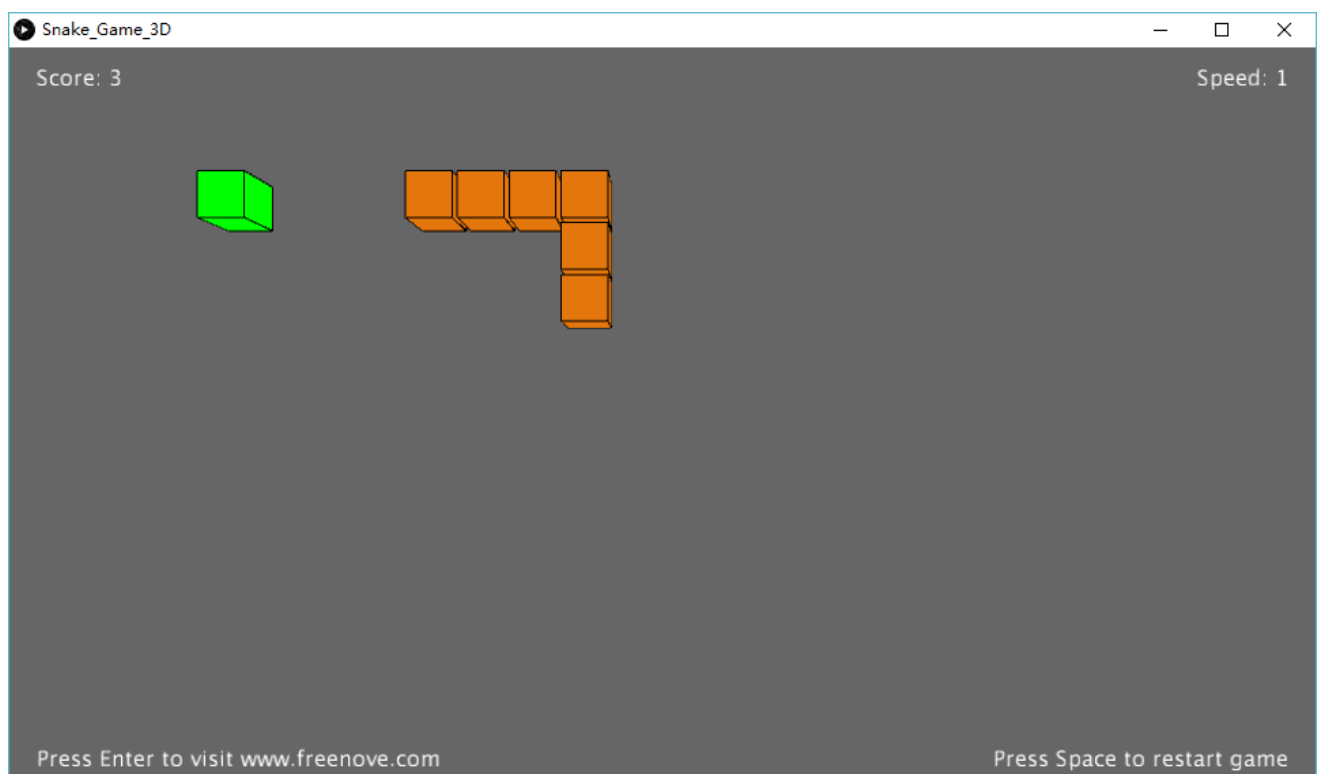 Snake_Game_3D
Score: 3
Speed: 1
Press Enter to visit www.freenove.com
Press Space to restart game